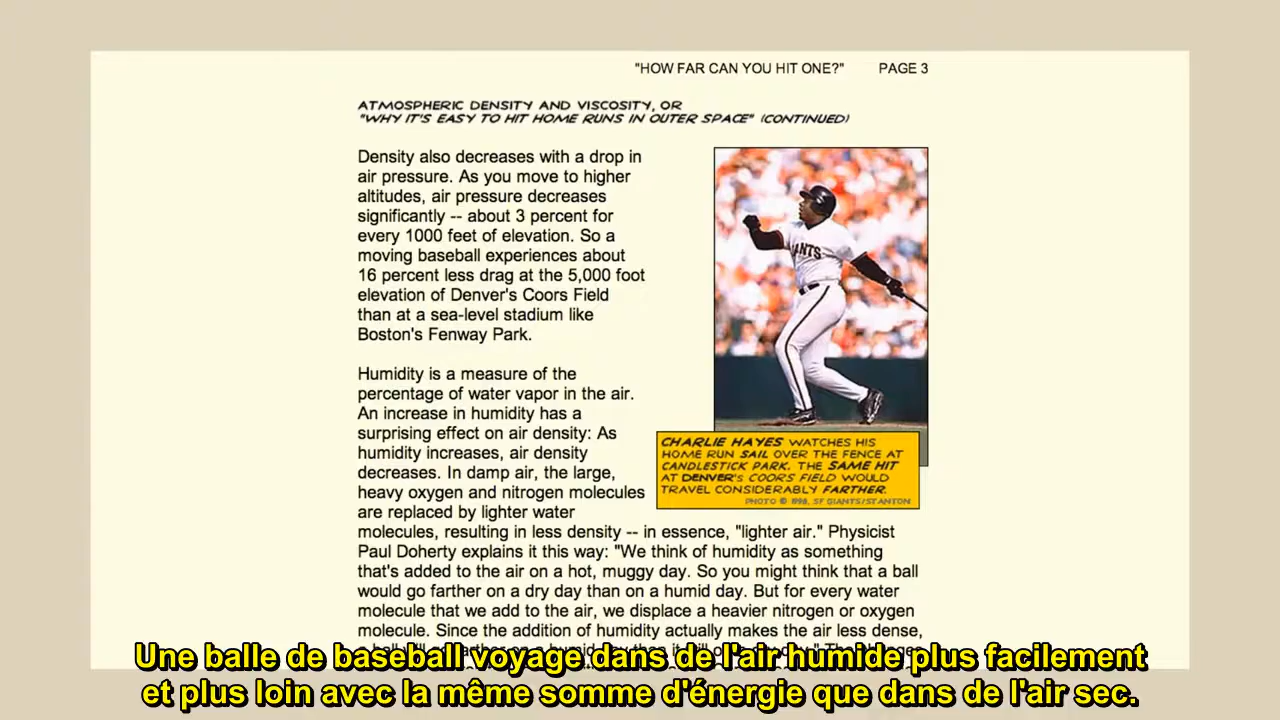 "HOW FAR CAN YOU HIT ONE?" PAGE 3
ATMOSPHERIC DENSITY AND VISCOSITY, OR
"WHY IT'S EASY TO HIT HOME RUNS IN OUTER SPACE" (CONTINUED)
Density also decreases with a drop in
air pressure. As you move to higher
altitudes, air pressure decreases
significantly -- about 3 percent for
every 1000 feet of elevation. So a
moving baseball experiences about
16 percent less drag at the 5,000 foot
elevation of Denver's Coors Field
than at a sea-level stadium like
Boston's Fenway Park.
Humidity is a measure of the
percentage of water vapor in the air.
An increase in humidity has a
surprising effect on air density: As
humidity increases, air density
decreases. In damp air, the large,
heavy oxygen and nitrogen molecules
are replaced by lighter water
molecules, resulting in less density -- in essence, "lighter air." Physicist
Paul Doherty explains it this way: "We think of humidity as something
that's added to the air on a hot, muggy day. So you might think that a ball
would go farther on a dry day than on a humid day. But for every water
molecule that we add to the air, we displace a heavier nitrogen or oxygen
molecule. Since the addition of humidity actually makes the air less dense,
ANTS
CHARLIE HAYES WATCHES HIS
HOME RUN SAIL OVER THE FENCE AT
CANDLESTICK PARK. THE SAME HIT
AT DENVER'S COORS FIELD WOULD
TRAVEL CONSIDERABLY FARTHER.
PHOTO © 1998, SF GIANTS/STANTON
Une balle de baseball voyage dans de l'air humide plus facilement
et plus loin avec la même somme d'énergie que dans de l'air sec.